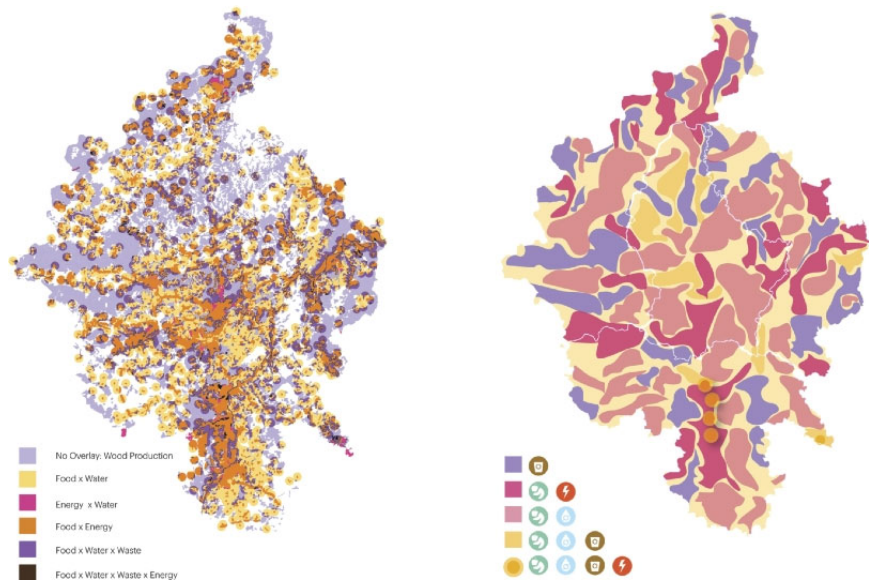 No Overlay: Wood Production
Food x Water
Energy x Water
Food x Energy
Food x Water x Waste
Food x Water x Waste x Energy